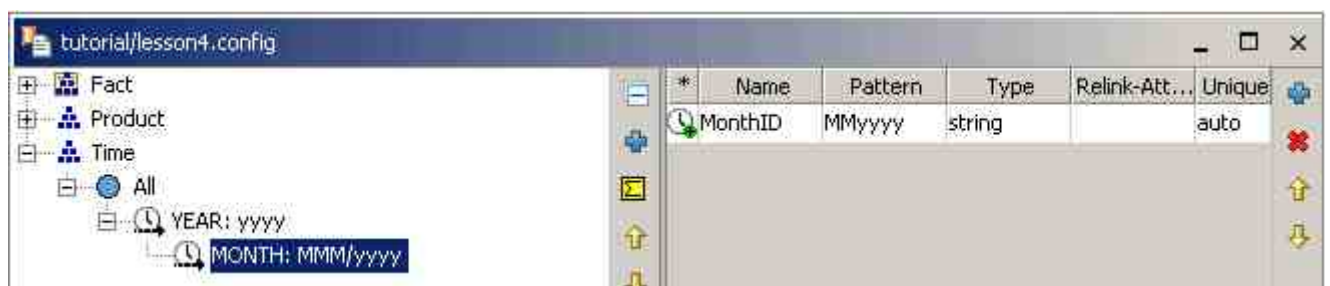 tutorial/lesson4.config
Fact
Product
Time
All
YEAR: yyyy
MONTH: MMM/yyyy
* Name Pattern Type Relink-Att... Unique
MonthID MMyyyy string auto